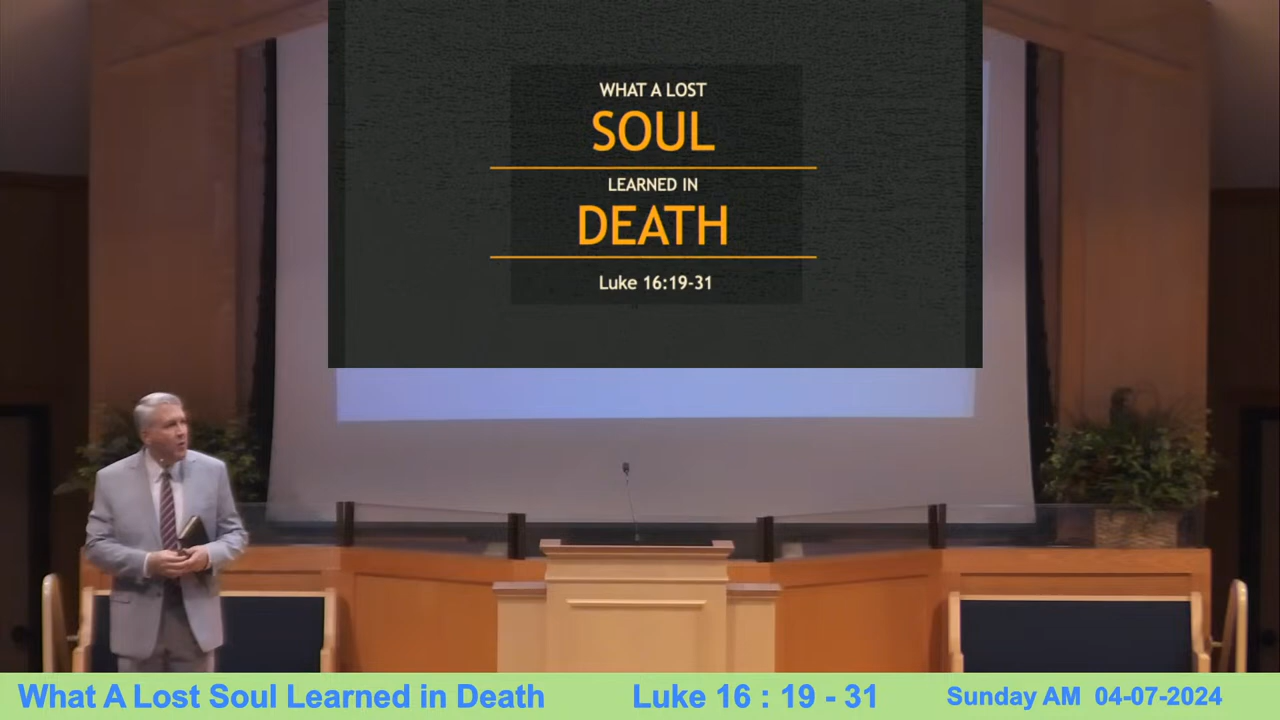 WHAT A LOST
SOUL
LEARNED IN
DEATH
Luke 16:19-31
What A Lost Soul Learned in Death Luke 16 : 19 - 31 Sunday AM 04-07-2024